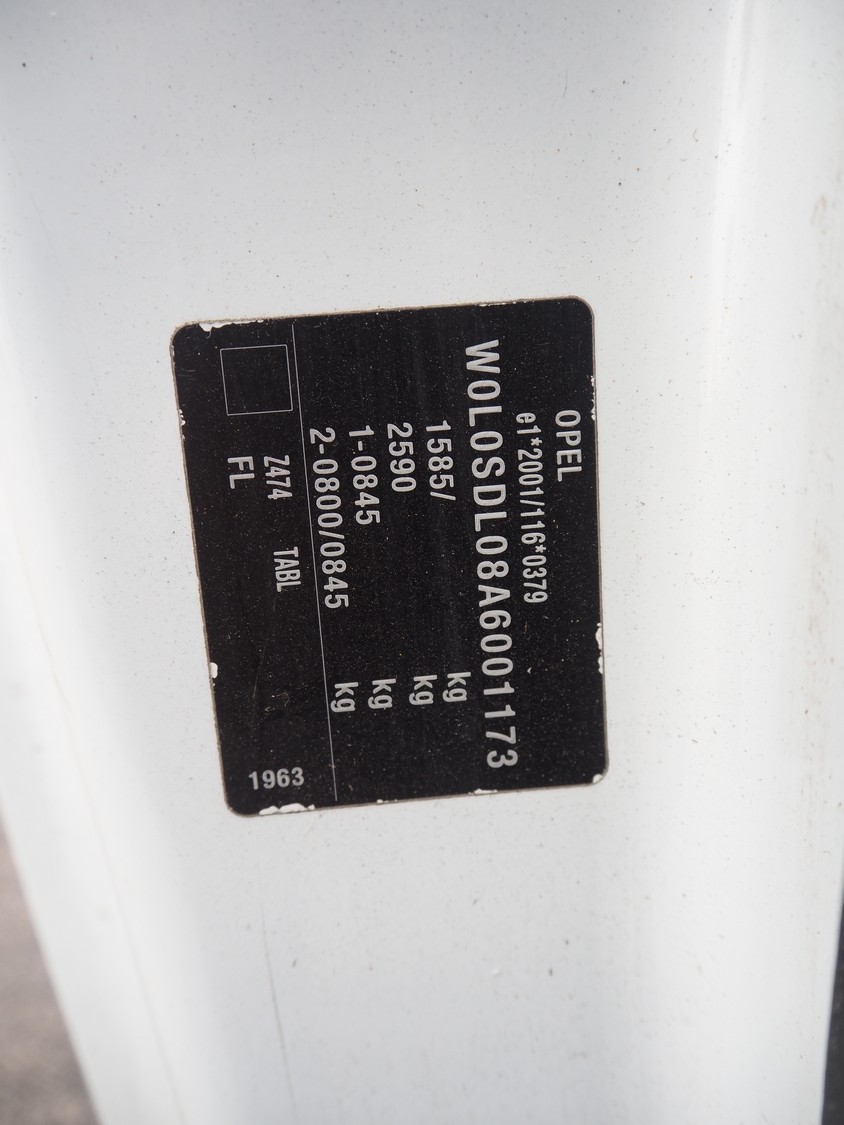 OPEL
e1*2001/116*0379
W0L0SDL08A6001173
1585/ kg
2590 kg
1-0845 kg
2-0800/0845 kg
Z474 TABL
FL
1963